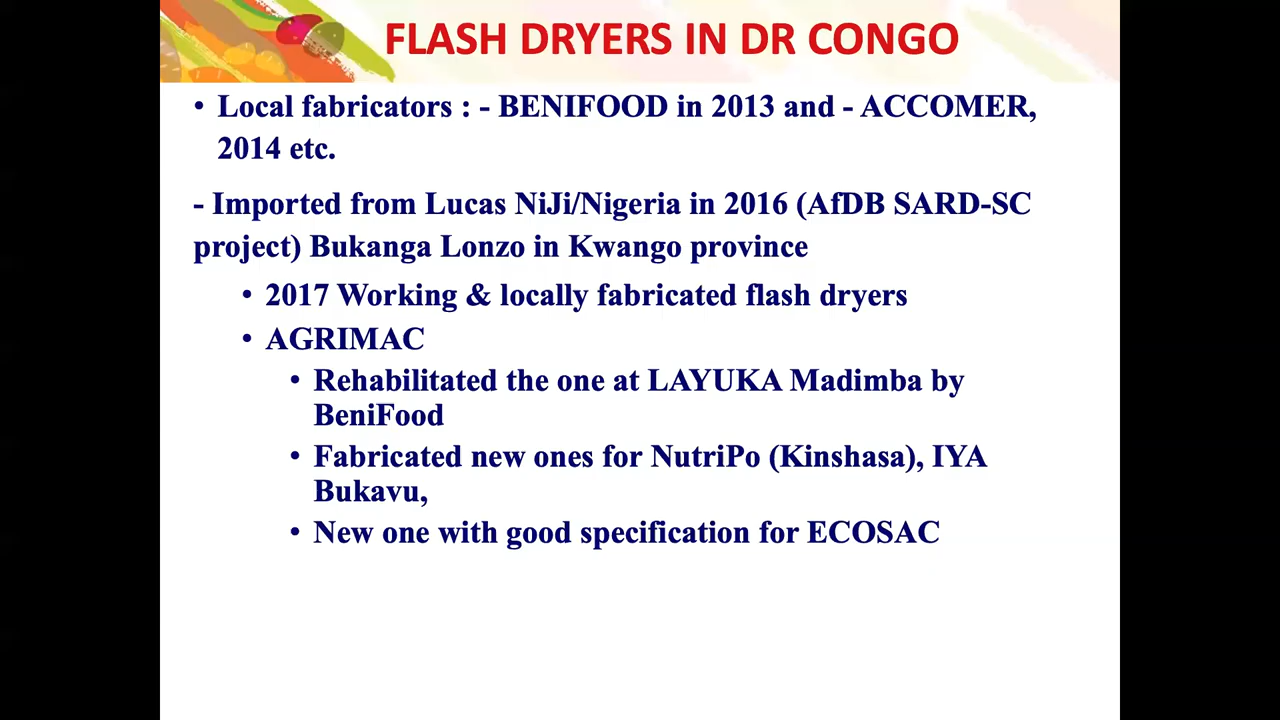 FLASH DRYERS IN DR CONGO
• Local fabricators : - BENIFOOD in 2013 and - ACCOMER,
2014 etc.
- Imported from Lucas NiJi/Nigeria in 2016 (AfDB SARD-SC
project) Bukanga Lonzo in Kwango province
• 2017 Working & locally fabricated flash dryers
• AGRIMAC
• Rehabilitated the one at LAYUKA Madimba by
BeniFood
• Fabricated new ones for NutriPo (Kinshasa), IYA
Bukavu,
• New one with good specification for ECOSAC